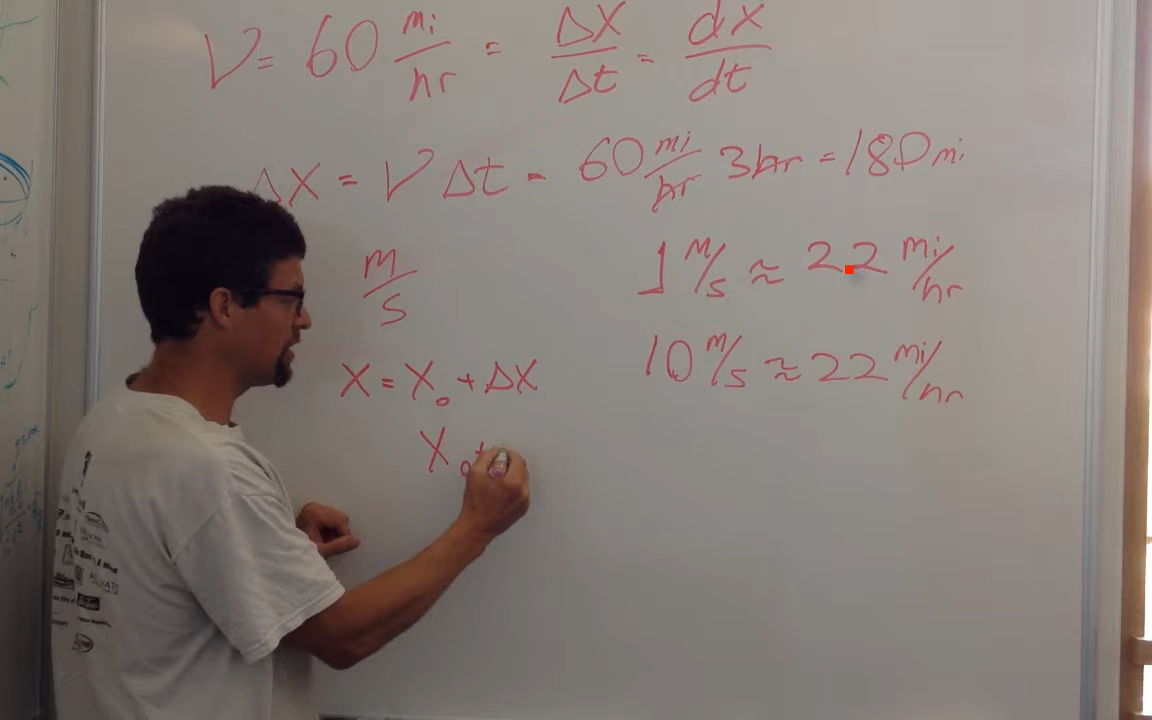 V = 60 mi/hr = ΔX/Δt = dX/dt
ΔX = V Δt = 60 mi/hr 3hr = 180 mi
m/s
1 m/s ≈ 2.2 mi/hr
X = X₀ + ΔX
10 m/s ≈ 22 mi/hr
X₀ +